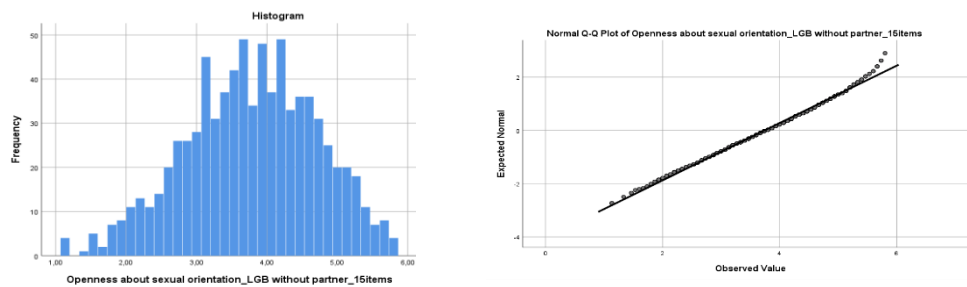 Histogram
50
40
30
20
10
0
Frequency
1,00 2,00 3,00 4,00 5,00 6,00
Openness about sexual orientation_LGB without partner_15items
Normal Q-Q Plot of Openness about sexual orientation_LGB without partner_15items
2
0
-2
-4
Expected Normal
0 2 4 6
Observed Value